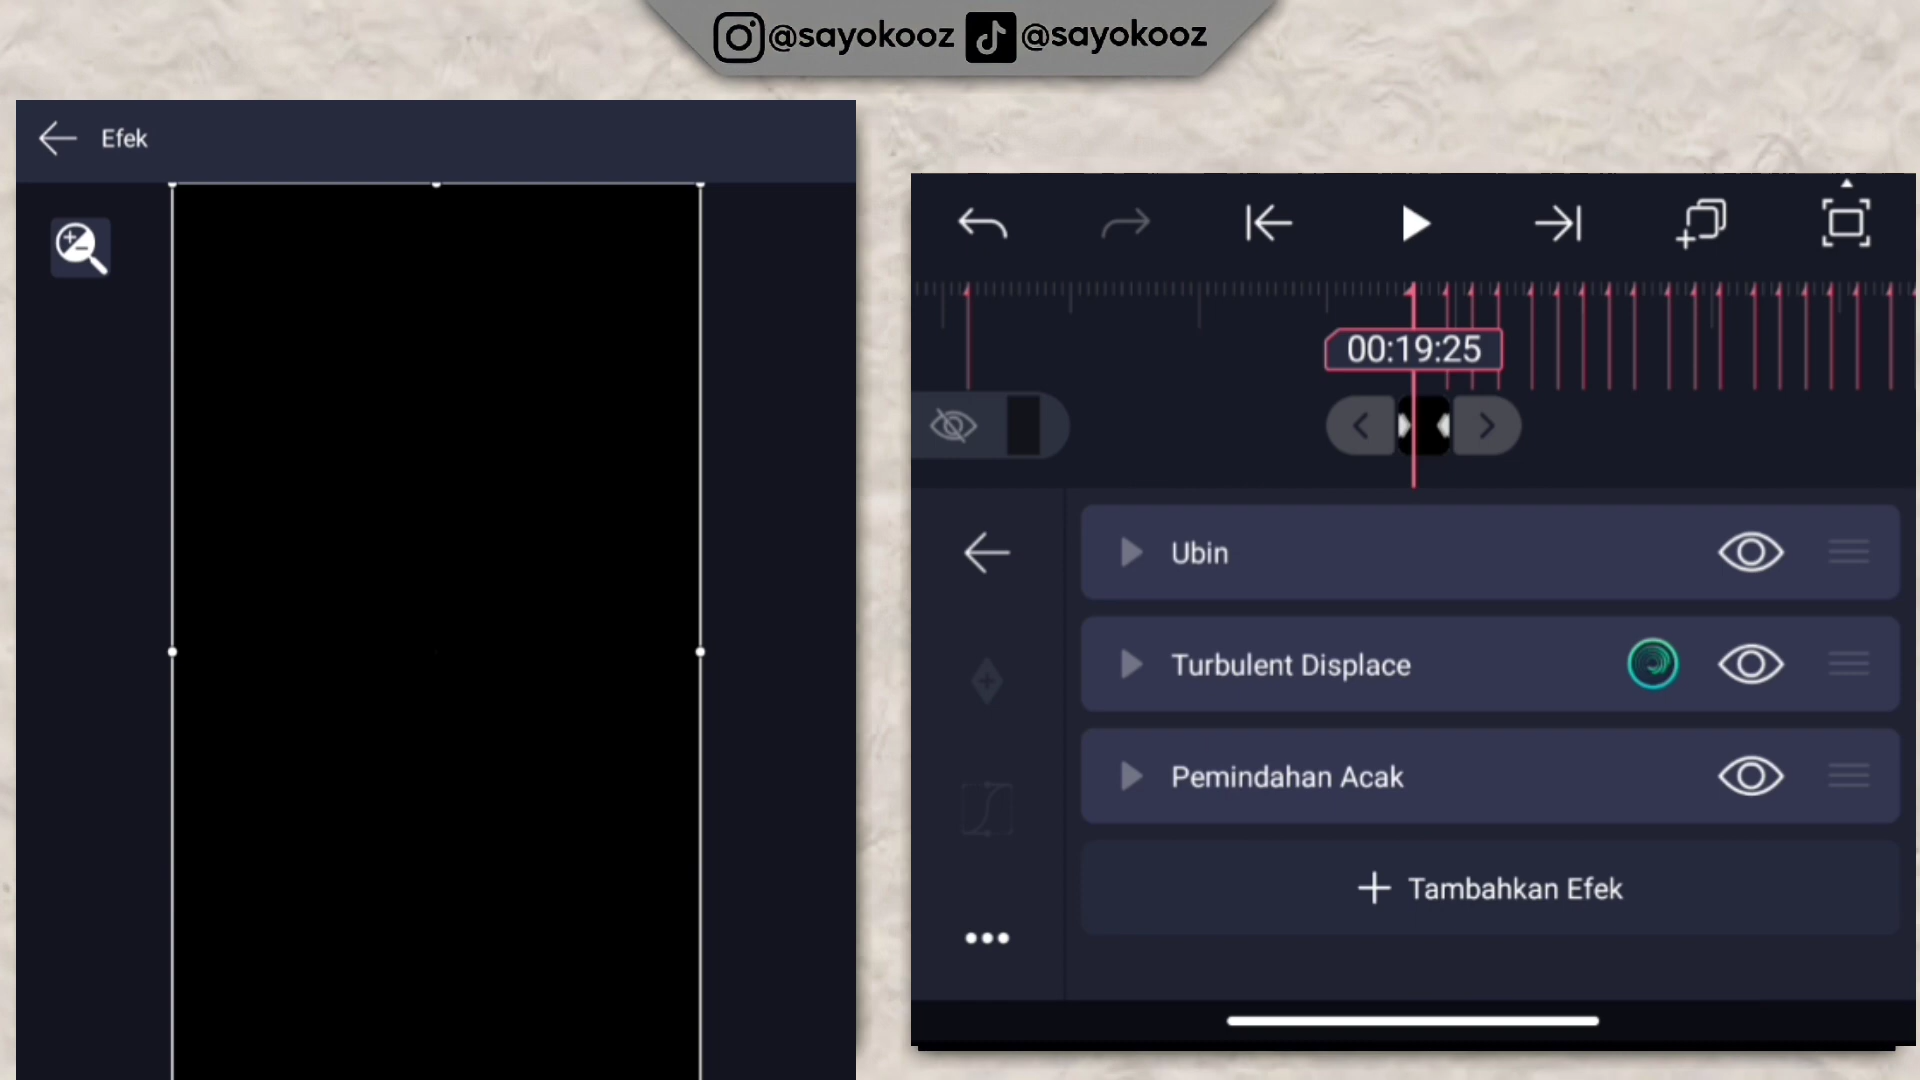 @sayokooz @sayokooz
Efek
00:19:25
Ubin
Turbulent Displace
Pemindahan Acak
+ Tambahkan Efek